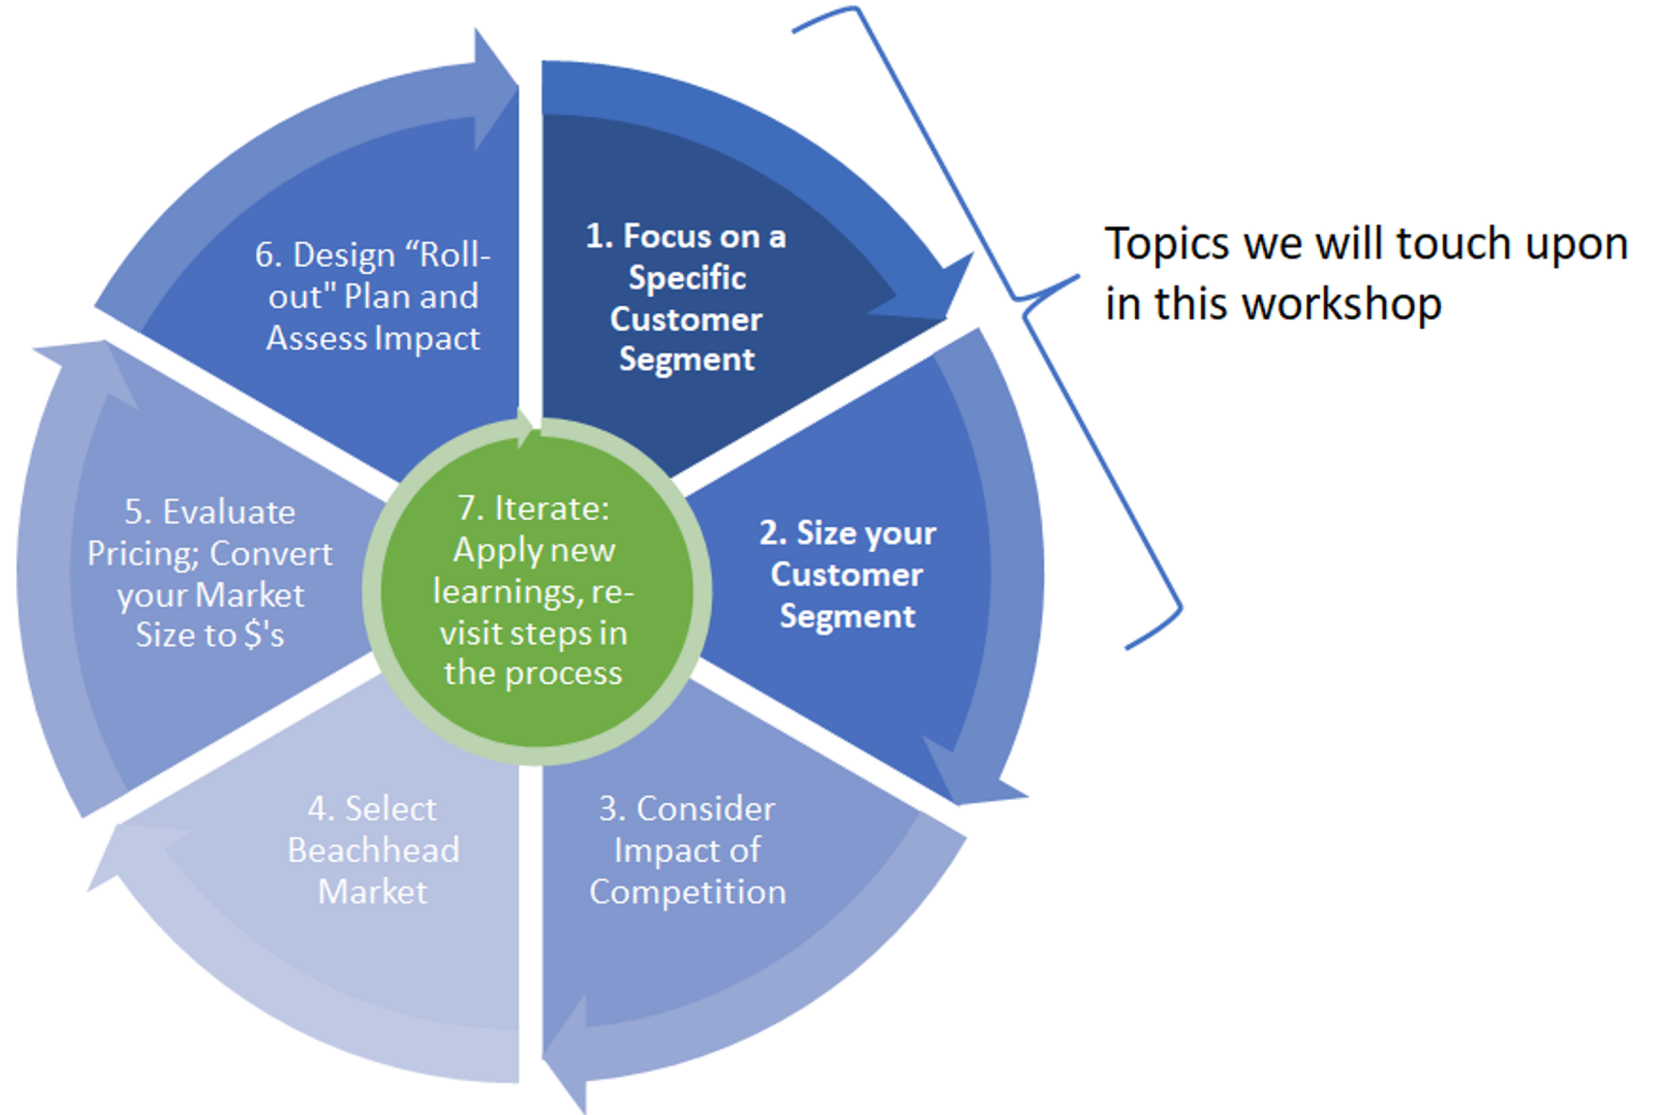 1. Focus on a
Specific
Customer
Segment
2. Size your
Customer
Segment
3. Consider
Impact of
Competition
4. Select
Beachhead
Market
5. Evaluate
Pricing; Convert
your Market
Size to $'s
6. Design “Roll-
out" Plan and
Assess Impact
7. Iterate:
Apply new
learnings, re-
visit steps in
the process
Topics we will touch upon
in this workshop